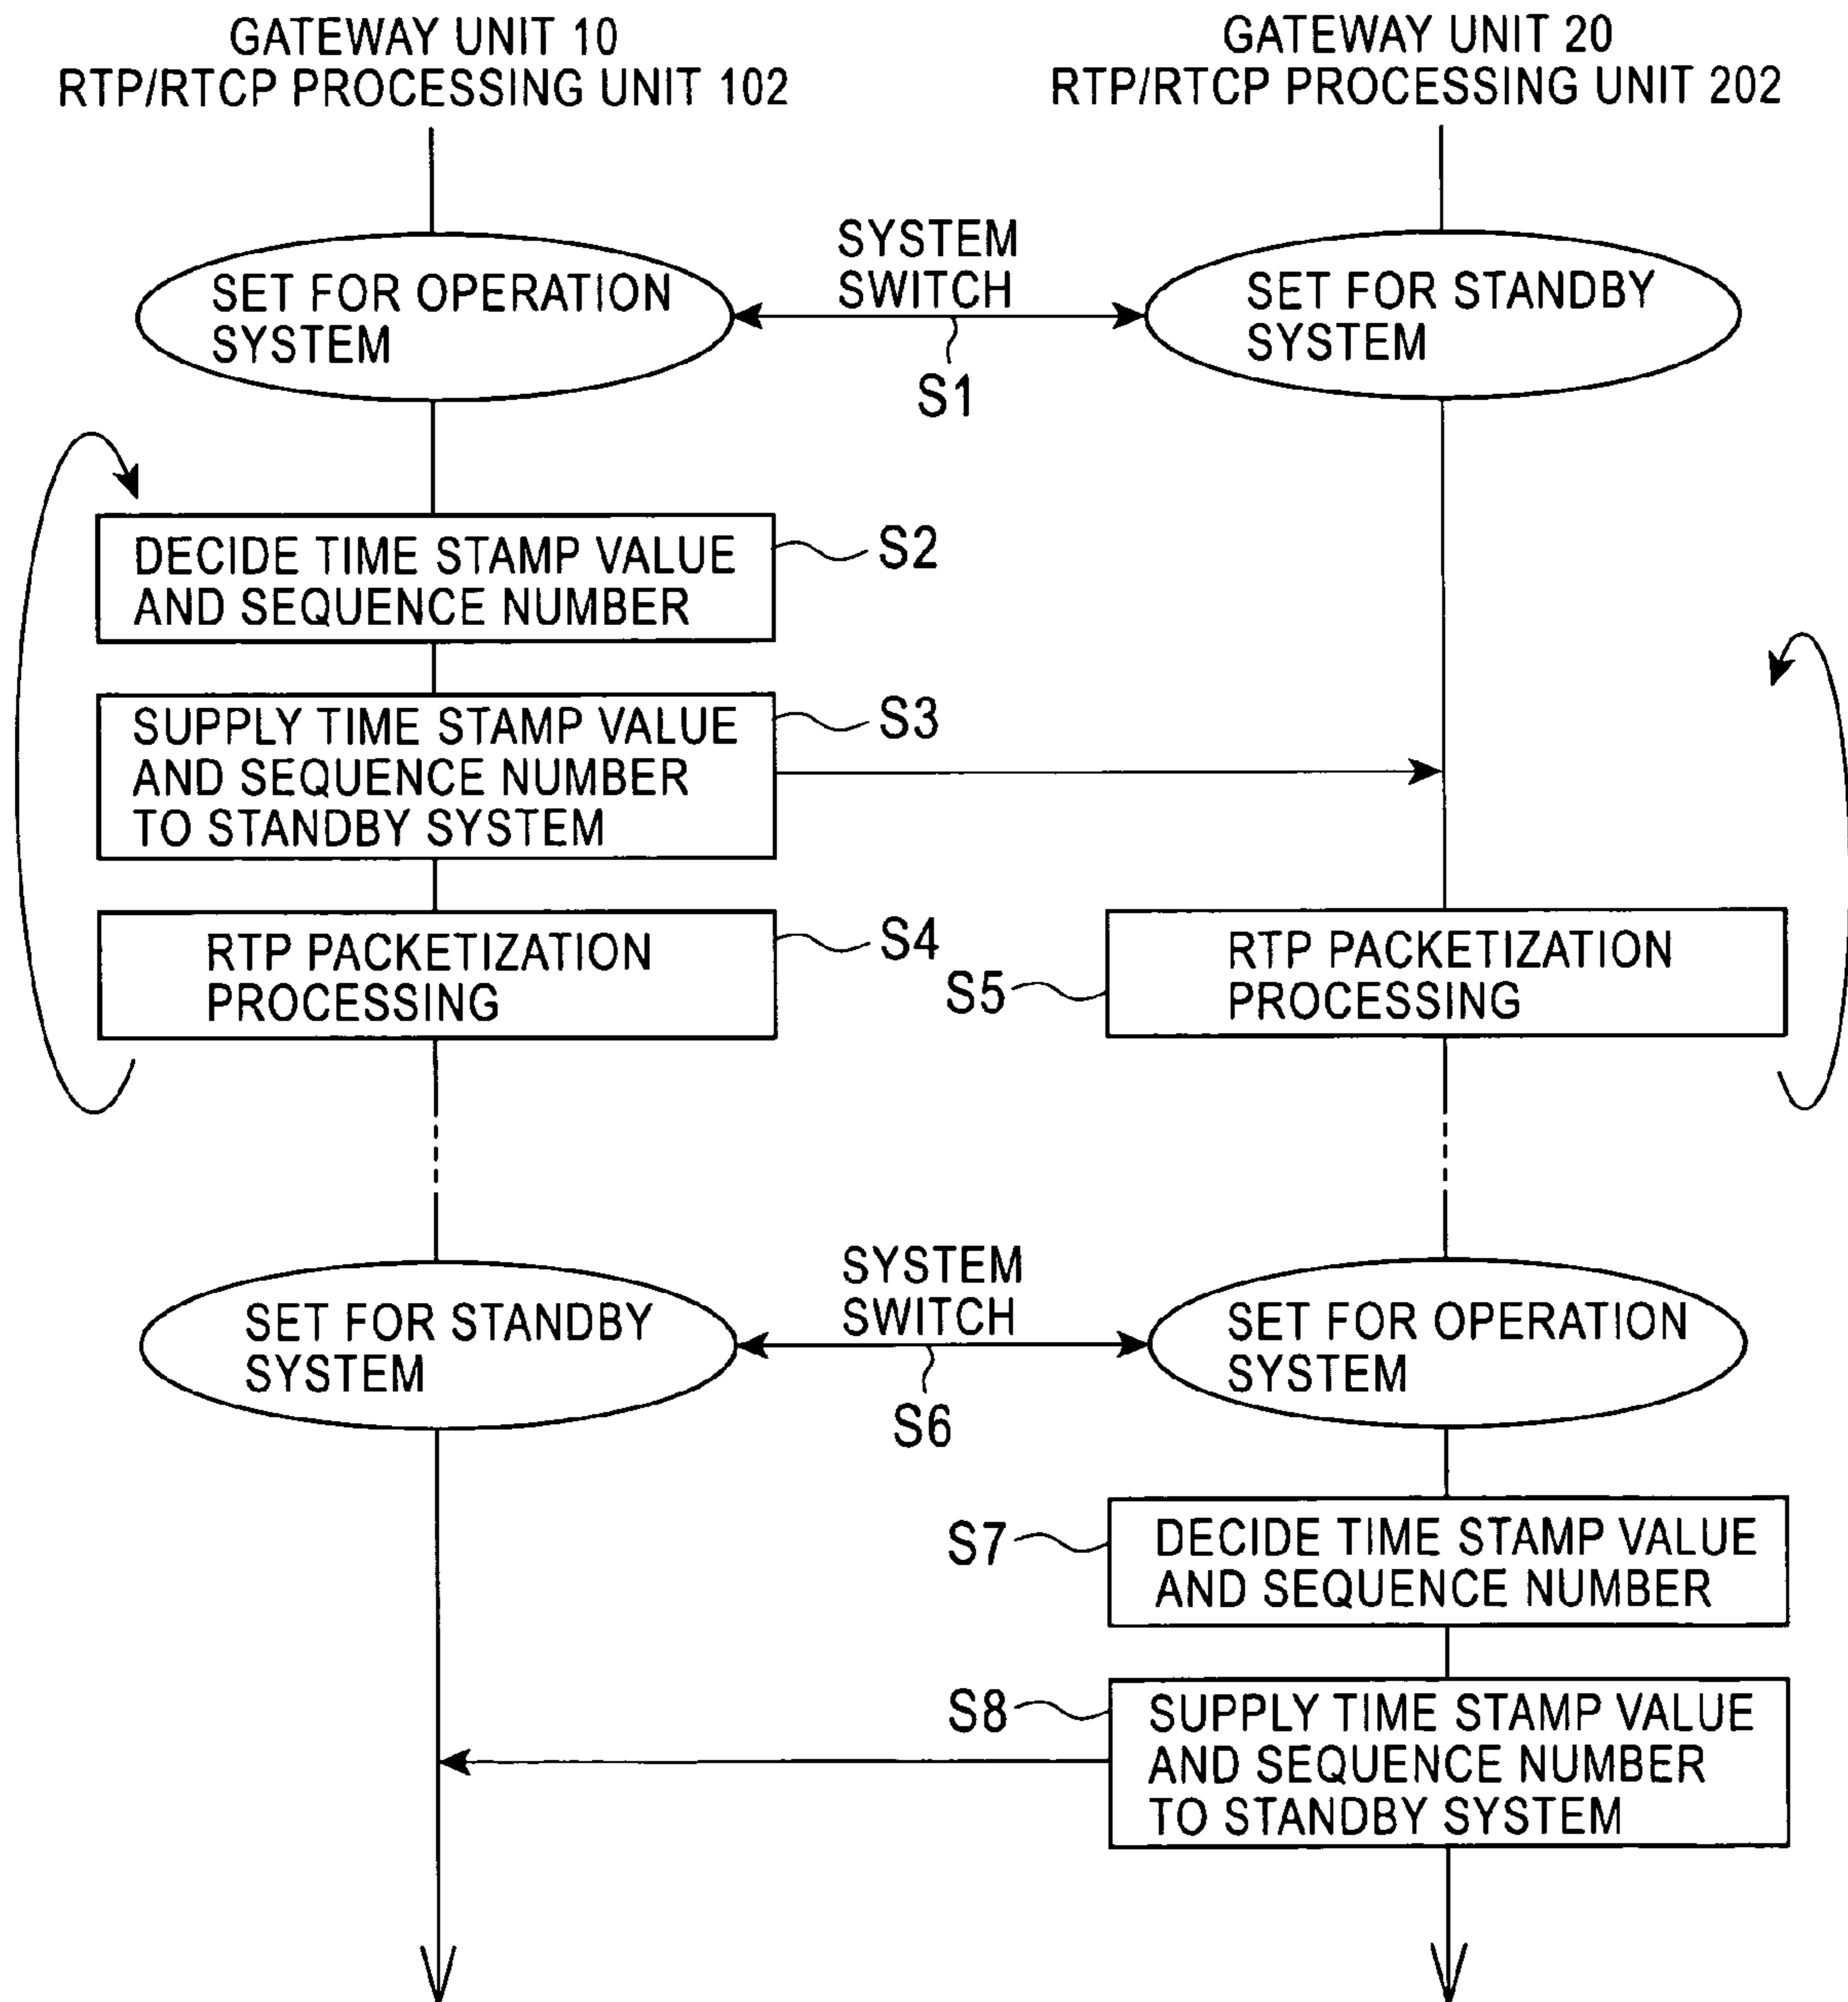 GATEWAY UNIT 10
RTP/RTCP PROCESSING UNIT 102
GATEWAY UNIT 20
RTP/RTCP PROCESSING UNIT 202
SET FOR OPERATION
SYSTEM
SYSTEM
SWITCH
S1
SET FOR STANDBY
SYSTEM
DECIDE TIME STAMP VALUE
AND SEQUENCE NUMBER
S2
SUPPLY TIME STAMP VALUE
AND SEQUENCE NUMBER
TO STANDBY SYSTEM
S3
RTP PACKETIZATION
PROCESSING
S4
S5
RTP PACKETIZATION
PROCESSING
SET FOR STANDBY
SYSTEM
SYSTEM
SWITCH
S6
SET FOR OPERATION
SYSTEM
S7
DECIDE TIME STAMP VALUE
AND SEQUENCE NUMBER
S8
SUPPLY TIME STAMP VALUE
AND SEQUENCE NUMBER
TO STANDBY SYSTEM